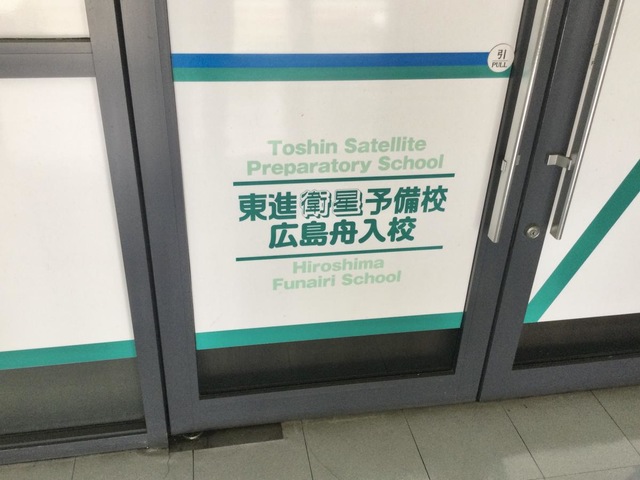 引
PULL
Toshin Satellite
Preparatory School
東進衛星予備校
広島舟入校
Hiroshima
Funairi School